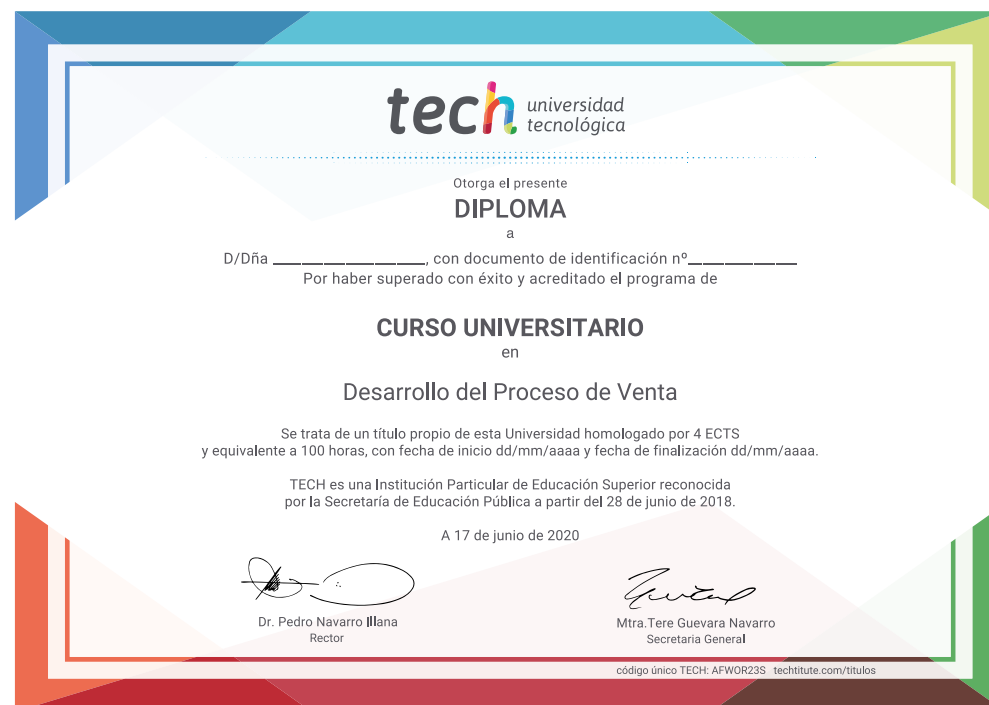 tech universidad
tecnológica
Otorga el presente
DIPLOMA
a
D/Dña ____________________, con documento de identificación nº______________
Por haber superado con éxito y acreditado el programa de
CURSO UNIVERSITARIO
en
Desarrollo del Proceso de Venta
Se trata de un título propio de esta Universidad homologado por 4 ECTS
y equivalente a 100 horas, con fecha de inicio dd/mm/aaaa y fecha de finalización dd/mm/aaaa.
TECH es una Institución Particular de Educación Superior reconocida
por la Secretaría de Educación Pública a partir del 28 de junio de 2018.
A 17 de junio de 2020
Dr. Pedro Navarro Illana
Rector
Mtra.Tere Guevara Navarro
Secretaria General
código único TECH: AFWOR23S techtitute.com/titulos